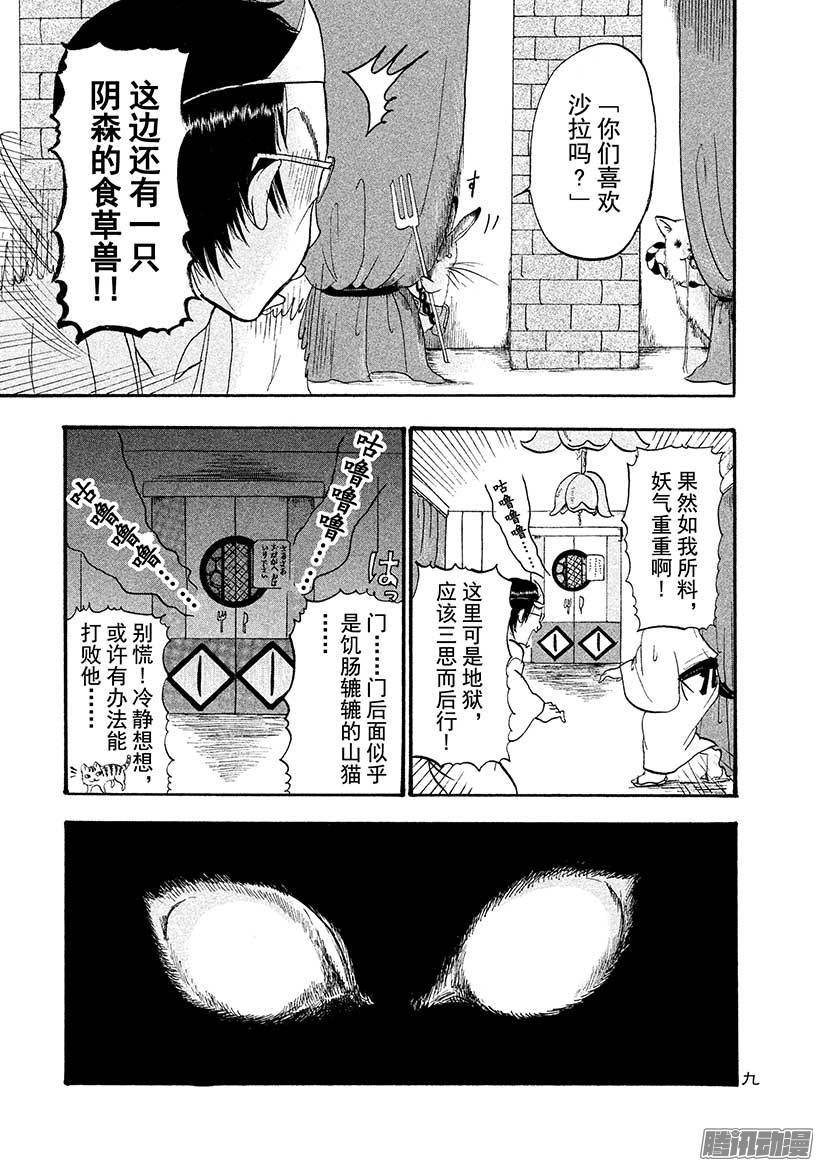 「你们喜欢
沙拉吗？」
す"
这边还有一只
阴森的食草兽!!
果然如我所料，
妖气重重啊！
咕噜噜噜噜……
这里可是地狱，
应该三思而后行！
咕噜噜噜噜……
咕噜噜噜噜……
はっ
门……门后面似乎
是饥肠辘辘的山猫
……
别慌！冷静想想，
或许有办法能
打败他……
九
腾讯动漫